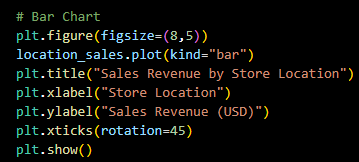 # Bar Chart
plt.figure(figsize=(8,5))
location_sales.plot(kind="bar")
plt.title("Sales Revenue by Store Location")
plt.xlabel("Store Location")
plt.ylabel("Sales Revenue (USD)")
plt.xticks(rotation=45)
plt.show()